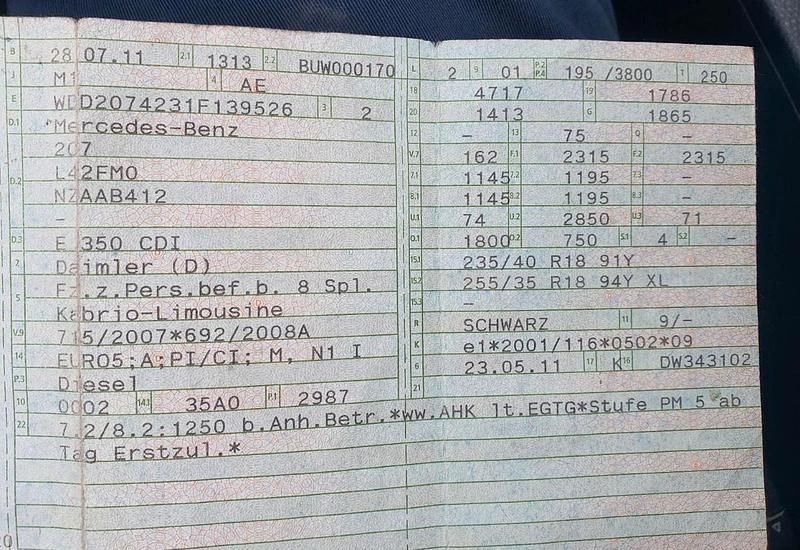 B 28 07.11 2.1 1313 2.2 BUW000170
J M1 4 AE
E WDD2074231F139526 3 2
D.1 Mercedes-Benz
207
D.2 L42FM0
NZAAB412
–
D.3 E 350 CDI
2 Daimler (D)
5 Fz.z.Pers.bef.b. 8 Spl.
Kabrio-Limousine
V.9 715/2007*692/2008A
14 EURO5;A;PI/CI; M, N1 I
P.3 Diesel
10 0002 14.1 35A0 P.1 2987
22 7.2/8.2:1250 b.Anh.Betr.*ww.AHK lt.EGTG*Stufe PM 5 ab
Tag Erstzul.*
L 2 9 01 P.2 P.4 195 /3800 T 250
18 4717 19 1786
20 1413 G 1865
12 – 13 75 Q –
V.7 162 F.1 2315 F.2 2315
7.1 1145 7.2 1195 7.3 –
8.1 1145 8.2 1195 8.3 –
U.1 74 U.2 2850 U.3 71
O.1 1800 O.2 750 S.1 4 S.2 –
15.1 235/40 R18 91Y
15.2 255/35 R18 94Y XL
15.3 –
R SCHWARZ 11 9/–
K e1*2001/116*0502*09
6 23.05.11 17 K 16 DW343102
21